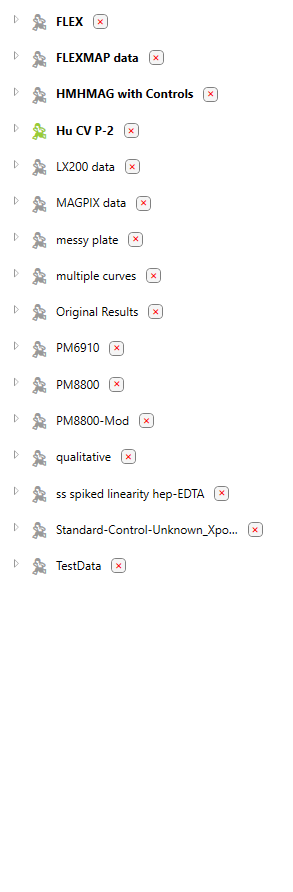 FLEX
FLEXMAP data
HMHMAG with Controls
Hu CV P-2
LX200 data
MAGPIX data
messy plate
multiple curves
Original Results
PM6910
PM8800
PM8800-Mod
qualitative
ss spiked linearity hep-EDTA
Standard-Control-Unknown_Xpo...
TestData